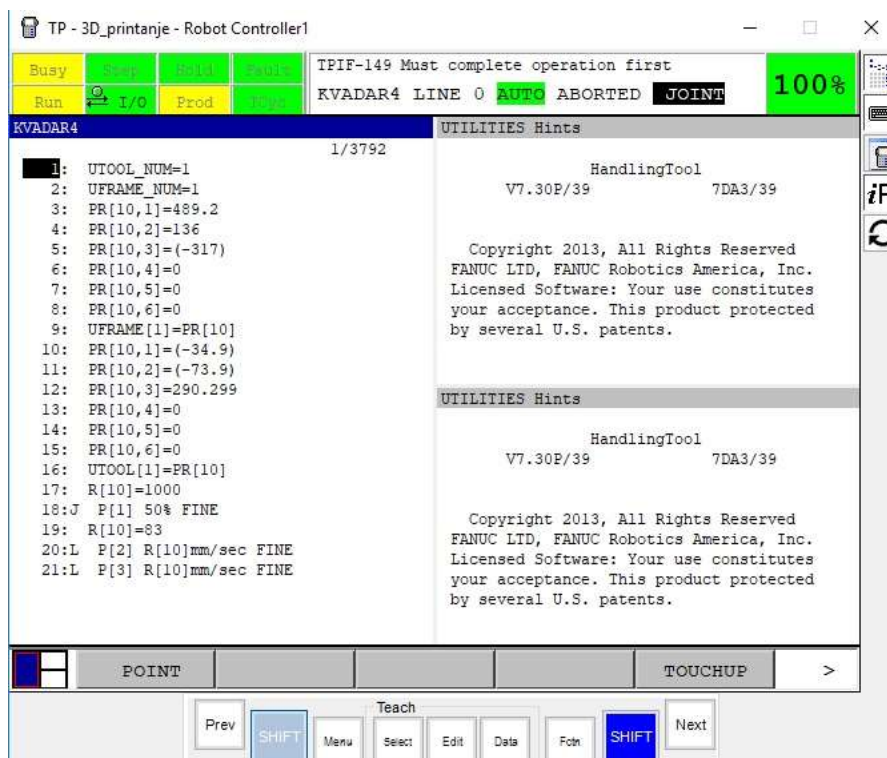 TP - 3D_printanje - Robot Controller1
Busy Step Hold Fault
Run I/O Prod TCyc
TPIF-149 Must complete operation first
KVADAR4 LINE 0 AUTO ABORTED JOINT
100%
KVADAR4
1/3792
1: UTOOL_NUM=1
2: UFRAME_NUM=1
3: PR[10,1]=489.2
4: PR[10,2]=136
5: PR[10,3]=(-317)
6: PR[10,4]=0
7: PR[10,5]=0
8: PR[10,6]=0
9: UFRAME[1]=PR[10]
10: PR[10,1]=(-34.9)
11: PR[10,2]=(-73.9)
12: PR[10,3]=290.299
13: PR[10,4]=0
14: PR[10,5]=0
15: PR[10,6]=0
16: UTOOL[1]=PR[10]
17: R[10]=1000
18:J P[1] 50% FINE
19: R[10]=83
20:L P[2] R[10]mm/sec FINE
21:L P[3] R[10]mm/sec FINE
UTILITIES Hints
HandlingTool
V7.30P/39 7DA3/39
Copyright 2013, All Rights Reserved
FANUC LTD, FANUC Robotics America, Inc.
Licensed Software: Your use constitutes
your acceptance. This product protected
by several U.S. patents.
UTILITIES Hints
HandlingTool
V7.30P/39 7DA3/39
Copyright 2013, All Rights Reserved
FANUC LTD, FANUC Robotics America, Inc.
Licensed Software: Your use constitutes
your acceptance. This product protected
by several U.S. patents.
POINT TOUCHUP >
Teach
Prev SHIFT Menu Select Edit Data Fctn SHIFT Next